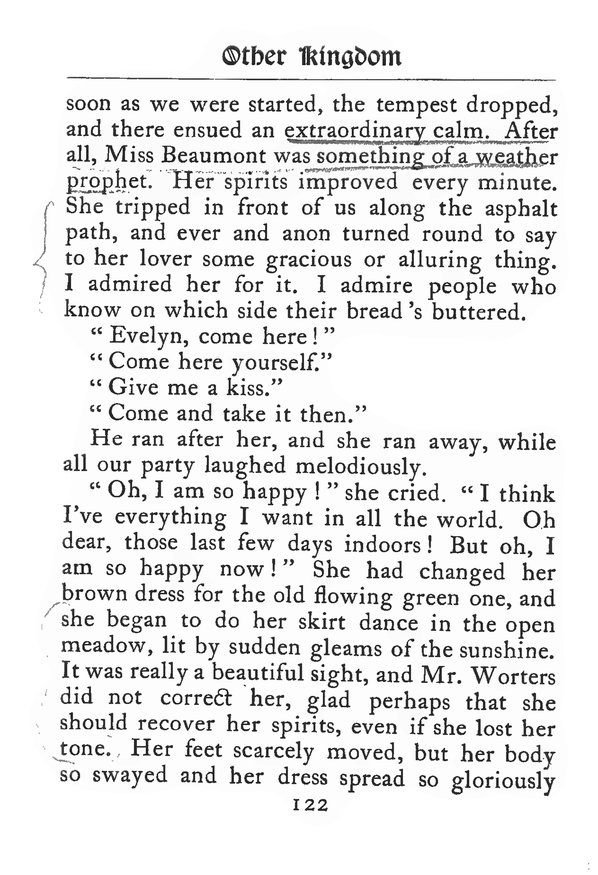 Other Kingdom
soon as we were started, the tempest dropped,
and there ensued an extraordinary calm. After
all, Miss Beaumont was something of a weather
prophet. Her spirits improved every minute.
She tripped in front of us along the asphalt
path, and ever and anon turned round to say
to her lover some gracious or alluring thing.
I admired her for it. I admire people who
know on which side their bread's buttered.
“Evelyn, come here!”
“Come here yourself.”
“Give me a kiss.”
“Come and take it then.”
He ran after her, and she ran away, while
all our party laughed melodiously.
“Oh, I am so happy!” she cried. “I think
I've everything I want in all the world. Oh
dear, those last few days indoors! But oh, I
am so happy now!” She had changed her
brown dress for the old flowing green one, and
she began to do her skirt dance in the open
meadow, lit by sudden gleams of the sunshine.
It was really a beautiful sight, and Mr. Worters
did not correct her, glad perhaps that she
should recover her spirits, even if she lost her
tone. Her feet scarcely moved, but her body
so swayed and her dress spread so gloriously
122